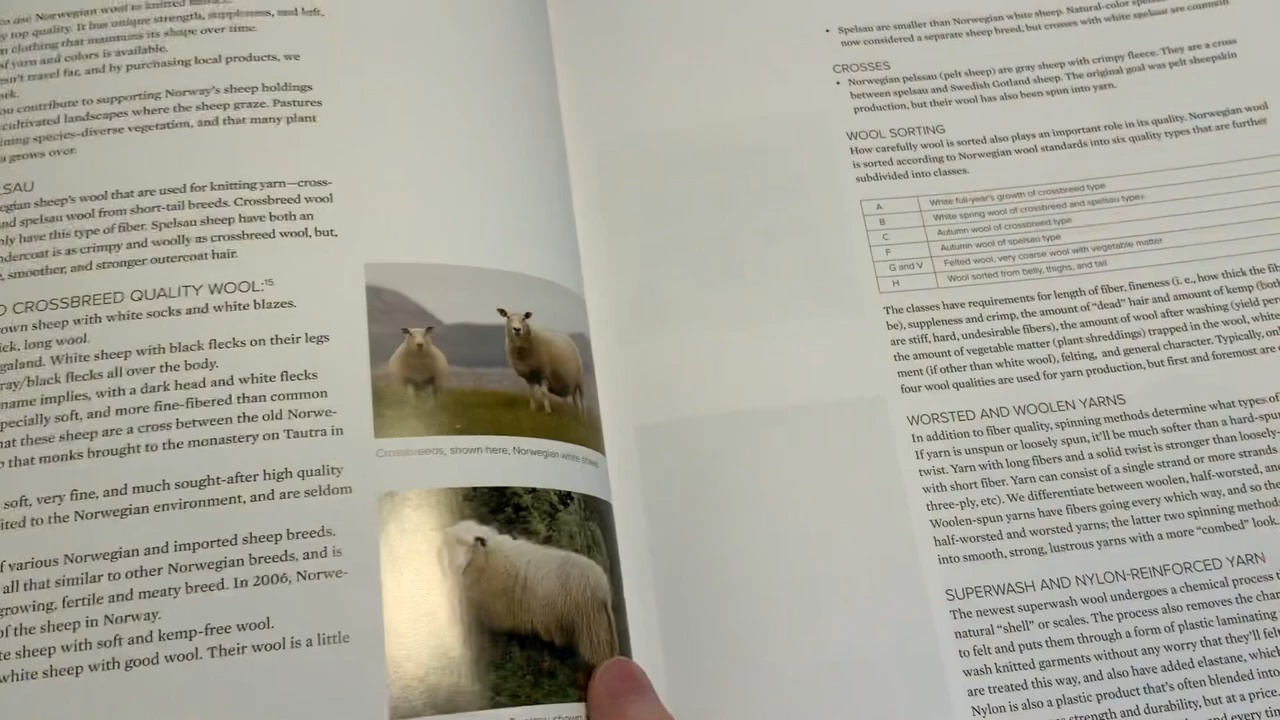 to use Norwegian wool to knitted
y top quality. It has unique strength, suppleness, and loft,
n clothing that maintains its shape over time.
of yarn and colors is available.
sn't travel far, and by purchasing local products, we
ou contribute to supporting Norway's sheep holdings
cultivated landscapes where the sheep graze. Pastures
ining species-diverse vegetation, and that many plant
a grows over.
SAU
egian sheep's wool that are used for knitting yarn—cross-
nd spelsau wool from short-tail breeds. Crossbred wool
nly have this type of fiber. Spelsau sheep have both an
ndercoat is as crimpy and woolly as crossbreed wool, but,
, smoother, and stronger outercoat hair.
D CROSSBREED QUALITY WOOL:15
own sheep with white socks and white blazes.
ick, long wool.
galand. White sheep with black flecks on their legs
ray/black flecks all over the body.
name implies, with a dark head and white flecks
specially soft, and more fine-fibered than common
hat these sheep are a cross between the old Norwe-
p that monks brought to the monastery on Tautra in
soft, very fine, and much sought-after high quality
ited to the Norwegian environment, and are seldom
f various Norwegian and imported sheep breeds.
all that similar to other Norwegian breeds, and is
growing, fertile and meaty breed. In 2006, Norwe-
of the sheep in Norway.
te sheep with soft and kemp-free wool.
white sheep with good wool. Their wool is a little
Crossbreeds, shown here, Norwegian white sheep
shown
• Spelsau are smaller than Norwegian white sheep. Natural-color
now considered a separate sheep breed, but crosses with white spelsau are common
CROSSES
• Norwegian pelssau (pelt sheep) are gray sheep with crimpy fleece. They are a cross
between spelsau and Swedish Gotland sheep. The original goal was pelt sheepskin
production, but their wool has also been spun into yarn.
WOOL SORTING
How carefully wool is sorted also plays an important role in its quality. Norwegian wool
is sorted according to Norwegian wool standards into six quality types that are further
subdivided into classes.
A White full-year's growth of crossbreed type
B White spring wool of crossbreed and spelsau types
C Autumn wool of crossbreed type
F Autumn wool of spelsau type
G and V Felted wool, very coarse wool with vegetable matter
H Wool sorted from belly, thighs, and tail
The classes have requirements for length of fiber, fineness (i. e., how thick the fib
be), suppleness and crimp, the amount of "dead" hair and amount of kemp (both
are stiff, hard, undesirable fibers), the amount of wool after washing (yield per
the amount of vegetable matter (plant shreddings) trapped in the wool, white
ment (if other than white wool), felting, and general character. Typically, on
four wool qualities are used for yarn production, but first and foremost are
WORSTED AND WOOLEN YARNS
In addition to fiber quality, spinning methods determine what types of
If yarn is unspun or loosely spun, it'll be much softer than a hard-spu
twist. Yarn with long fibers and a solid twist is stronger than loosely-
with short fiber. Yarn can consist of a single strand or more strands
three-ply, etc). We differentiate between woolen, half-worsted, and
Woolen-spun yarns have fibers going every which way, and so the
half-worsted and worsted yarns; the latter two spinning method
into smooth, strong, lustrous yarns with a more "combed" look.
SUPERWASH AND NYLON-REINFORCED YARN
The newest superwash wool undergoes a chemical process t
natural "shell" or scales. The process also removes the char
to felt and puts them through a form of plastic laminating
wash knitted garments without any worry that they'll fel
are treated this way, and also have added elastane, which
Nylon is also a plastic product that's often blended into
strength and durability, but at a price.
and every tim